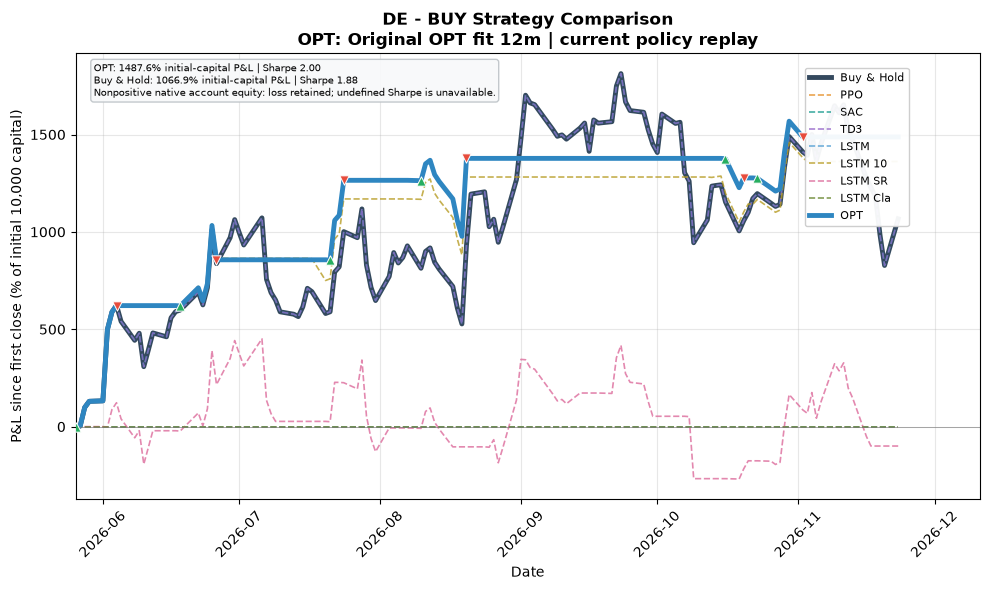 DE - BUY Strategy Comparison
OPT: Original OPT fit 12m | current policy replay
OPT: 1487.6% initial-capital P&L | Sharpe 2.00
Buy & Hold: 1066.9% initial-capital P&L | Sharpe 1.88
Nonpositive native account equity: loss retained; undefined Sharpe is unavailable.
Buy & Hold
PPO
SAC
TD3
LSTM
LSTM 10
LSTM SR
LSTM Cla
OPT
P&L since first close (% of initial 10,000 capital)
1500
1000
500
0
2026-06
2026-07
2026-08
2026-09
2026-10
2026-11
2026-12
Date